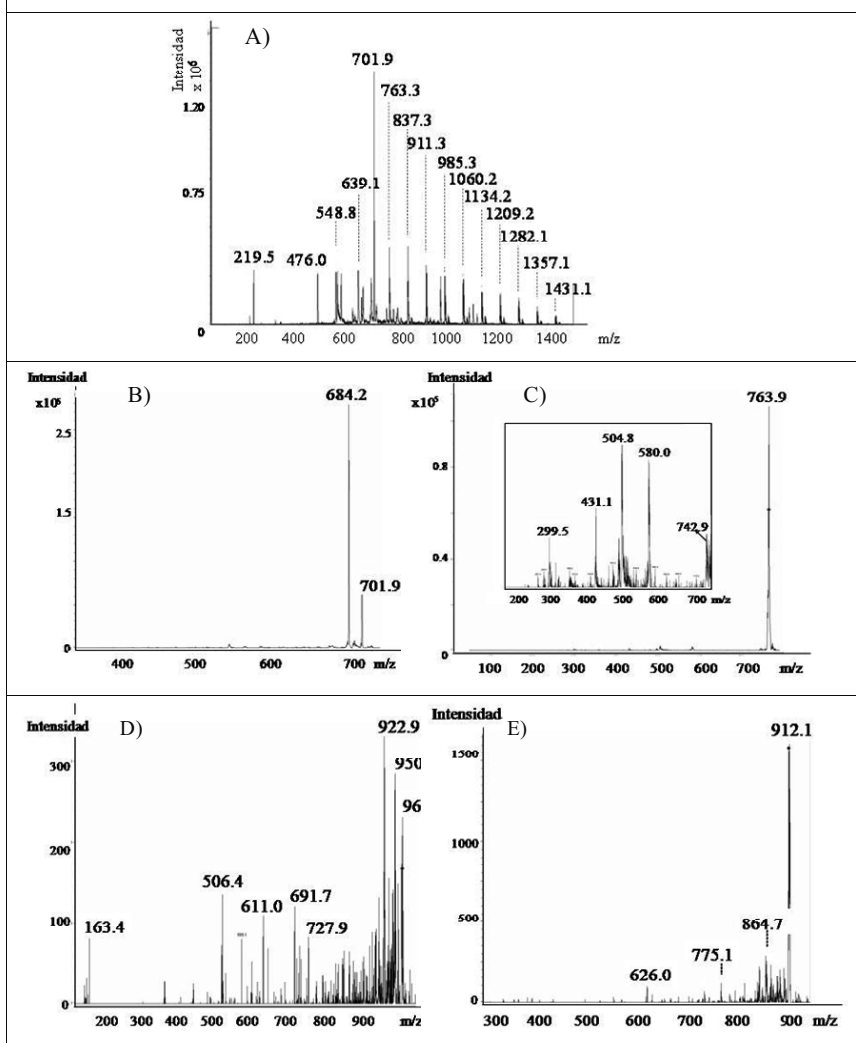 A)
Intensidad
x 10⁶
701.9
1.20
763.3
837.3
911.3
985.3
639.1
1060.2
0.75
1134.2
548.8
1209.2
1282.1
219.5
476.0
1357.1
1431.1
0
200 400 600 800 1000 1200 1400 m/z
Intensidad
x10⁵
B)
684.2
2.5
1.5
701.9
0
400 500 600 700 m/z
Intensidad
x10⁵
C)
763.9
504.8
580.0
0.8
431.1
299.5
742.9
0.4
200 300 400 500 600 700 m/z
0
100 200 300 400 500 600 700 m/z
Intensidad
D)
922.9
950
300
96
200
506.4
611.0
691.7
727.9
100
163.4
0
200 300 400 500 600 700 800 900 m/z
Intensidad
E)
912.1
1500
1000
500
864.7
775.1
626.0
0
300 400 500 600 700 800 900 m/z